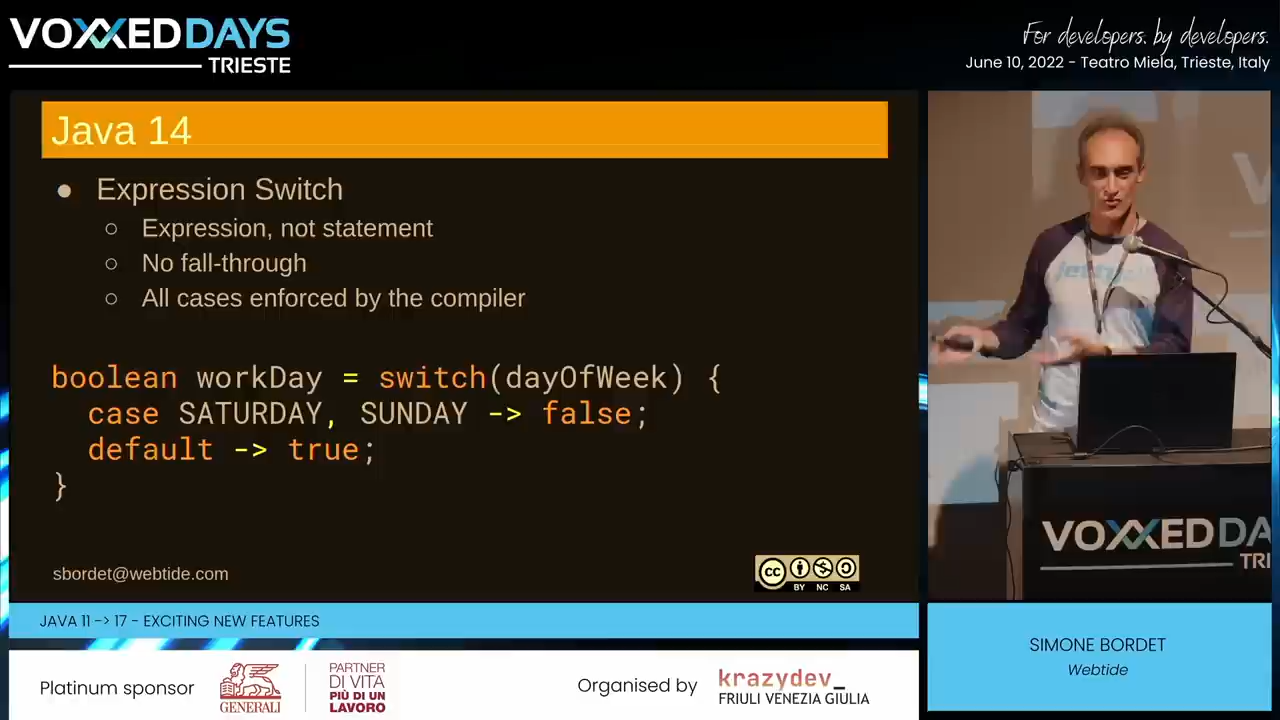 VOXXEDDAYS
TRIESTE
For developers. by developers.
June 10, 2022 - Teatro Miela, Trieste, Italy
Java 14
● Expression Switch
○ Expression, not statement
○ No fall-through
○ All cases enforced by the compiler
boolean workDay = switch(dayOfWeek) {
case SATURDAY, SUNDAY -> false;
default -> true;
}
sbordet@webtide.com
cc
BY NC SA
JAVA 11 -> 17 - EXCITING NEW FEATURES
VOXXEDDA
TRI
SIMONE BORDET
Webtide
Platinum sponsor
GENERALI
PARTNER
DI VITA
PIÙ DI UN
LAVORO
Organised by
krazydev_
FRIULI VENEZIA GIULIA